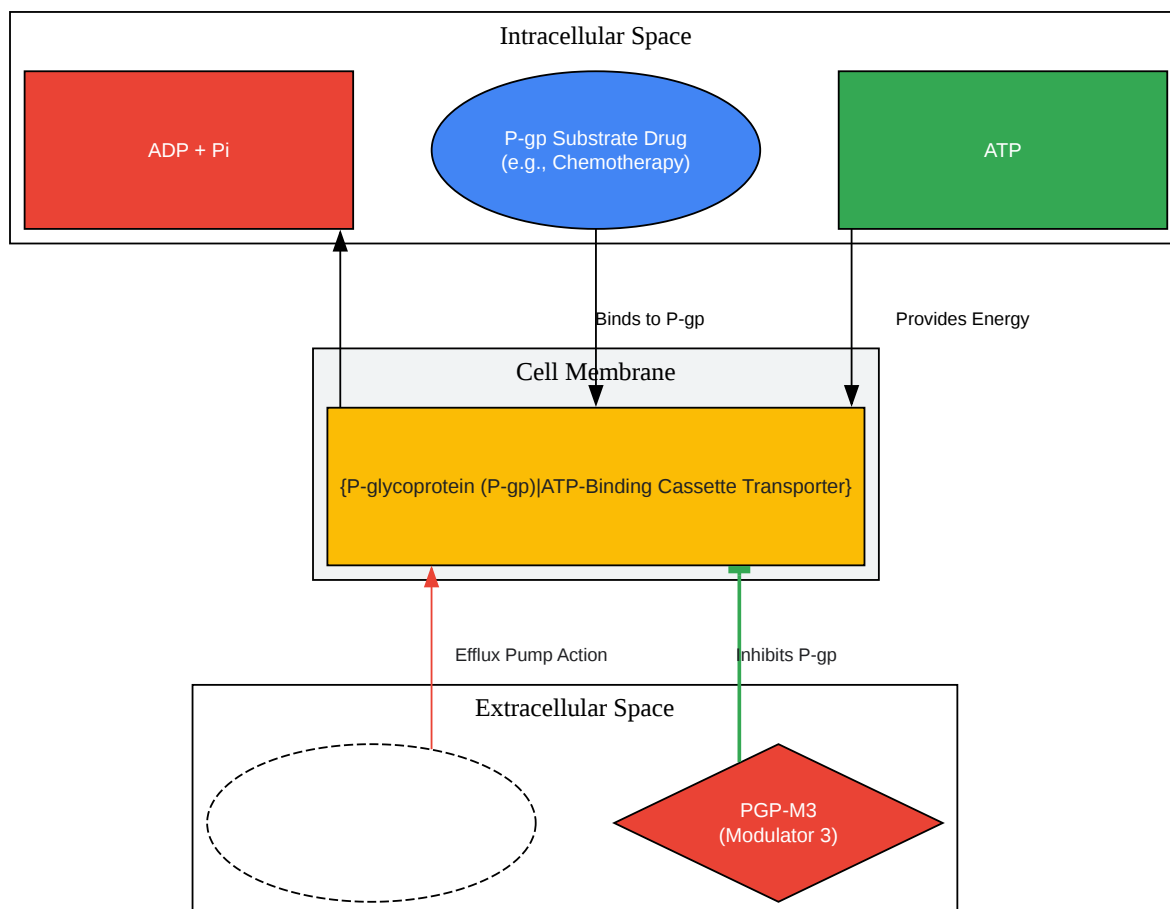 Intracellular Space
ADP + Pi
P-gp Substrate Drug
(e.g., Chemotherapy)
ATP
Binds to P-gp
Provides Energy
Cell Membrane
{P-glycoprotein (P-gp)|ATP-Binding Cassette Transporter}
Efflux Pump Action
Inhibits P-gp
Extracellular Space
PGP-M3
(Modulator 3)